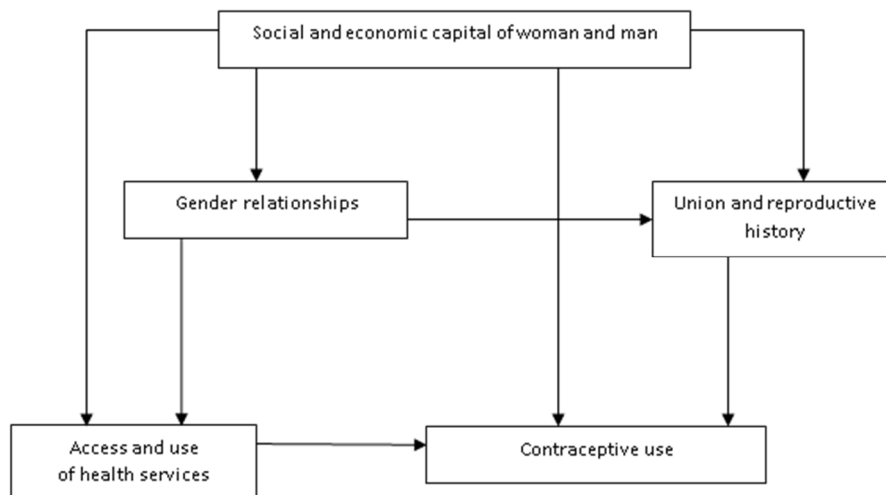 Social and economic capital of woman and man
Gender relationships
Union and reproductive
history
Access and use
of health services
Contraceptive use